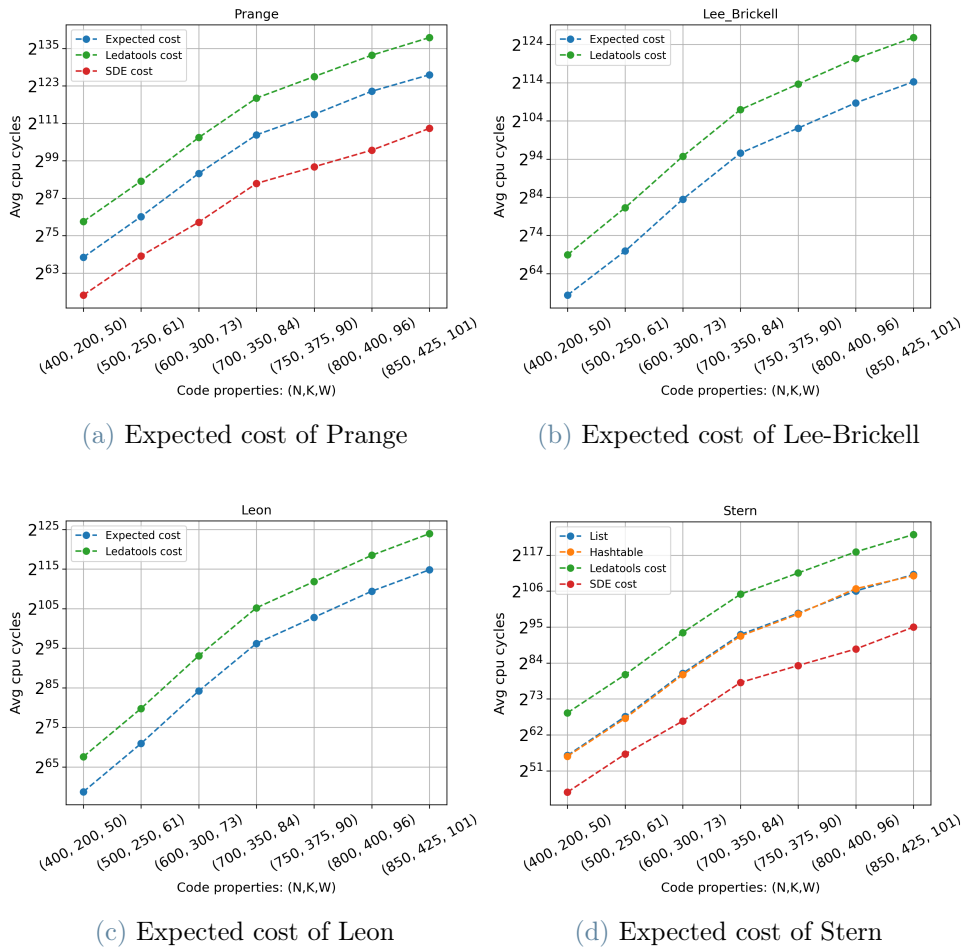 Prange
Expected cost
Ledatools cost
SDE cost
Avg cpu cycles
2^135
2^123
2^111
2^99
2^87
2^75
2^63
(400, 200, 50)
(500, 250, 61)
(600, 300, 73)
(700, 350, 84)
(750, 375, 90)
(800, 400, 96)
(850, 425, 101)
Code properties: (N,K,W)
(a) Expected cost of Prange
Lee_Brickell
Expected cost
Ledatools cost
Avg cpu cycles
2^124
2^114
2^104
2^94
2^84
2^74
2^64
(400, 200, 50)
(500, 250, 61)
(600, 300, 73)
(700, 350, 84)
(750, 375, 90)
(800, 400, 96)
(850, 425, 101)
Code properties: (N,K,W)
(b) Expected cost of Lee-Brickell
Leon
Expected cost
Ledatools cost
Avg cpu cycles
2^125
2^115
2^105
2^95
2^85
2^75
2^65
(400, 200, 50)
(500, 250, 61)
(600, 300, 73)
(700, 350, 84)
(750, 375, 90)
(800, 400, 96)
(850, 425, 101)
Code properties: (N,K,W)
(c) Expected cost of Leon
Stern
List
Hashtable
Ledatools cost
SDE cost
Avg cpu cycles
2^117
2^106
2^95
2^84
2^73
2^62
2^51
(400, 200, 50)
(500, 250, 61)
(600, 300, 73)
(700, 350, 84)
(750, 375, 90)
(800, 400, 96)
(850, 425, 101)
Code properties: (N,K,W)
(d) Expected cost of Stern